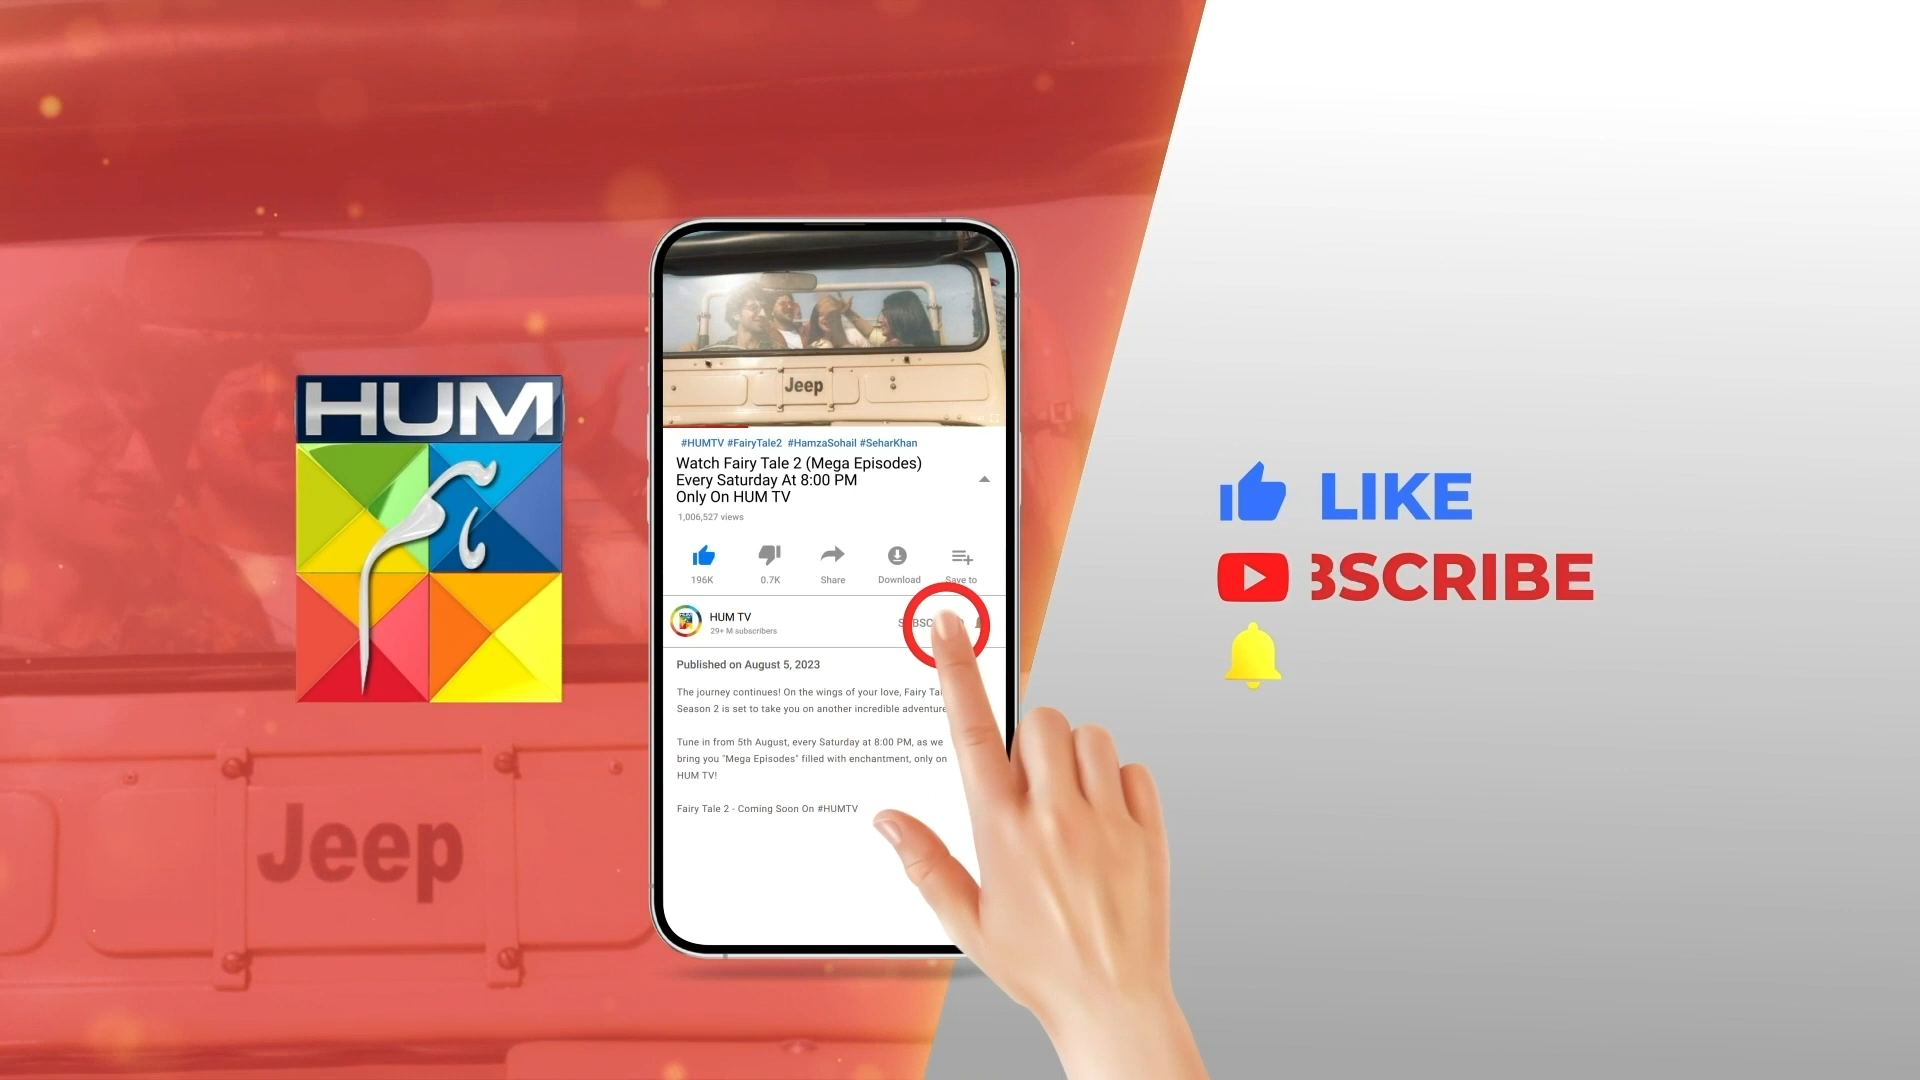 HUM
Jeep
Jeep
#HUMTV #FairyTale2 #HamzaSohail #SeharKhan
Watch Fairy Tale 2 (Mega Episodes)
Every Saturday At 8:00 PM
Only On HUM TV
1,006,527 views
196K
0.7K
Share
Download
Save to
HUM TV
29+ M subscribers
Published on August 5, 2023
The journey continues! On the wings of your love, Fairy
Season 2 is set to take you on another incredible adventure
Tune in from 5th August, every Saturday at 8:00 PM, as we
bring you "Mega Episodes" filled with enchantment, only on
HUM TV!
Fairy Tale 2 - Coming Soon On #HUMTV
LIKE
BSCRIBE